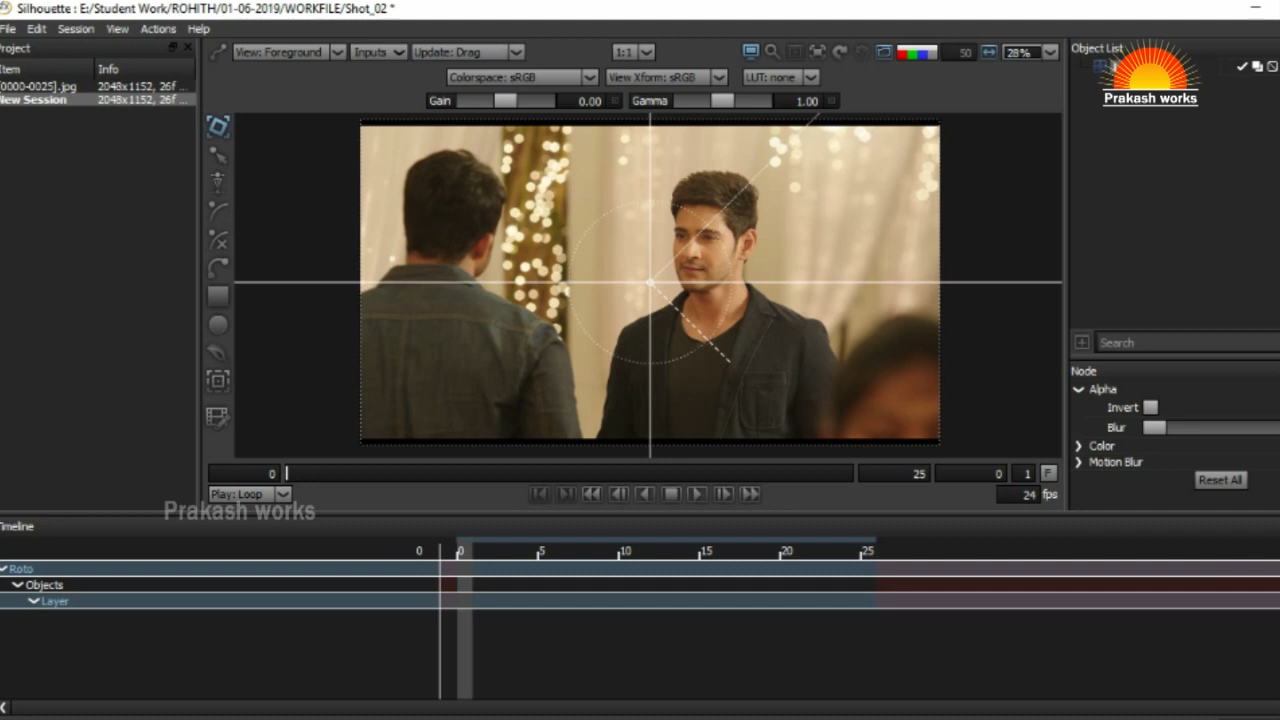 Silhouette : E:/Student Work/ROHITH/01-06-2019/WORKFILE/Shot_02 *
File Edit Session View Actions Help
Project
Item Info
[0000-0025].jpg 2048x1152, 26f ...
New Session 2048x1152, 26f ...
View: Foreground Inputs Update: Drag 1:1 50 28%
Colorspace: sRGB View Xform: sRGB LUT: none
Gain 0.00 Gamma 1.00
Object List
Prakash works
Search
Node
Alpha
Invert
Blur
Color
Motion Blur
Reset All
0 25 0 1 F
Play: Loop 24 fps
Prakash works
Timeline
0 0 5 10 15 20 25
Roto
Objects
Layer